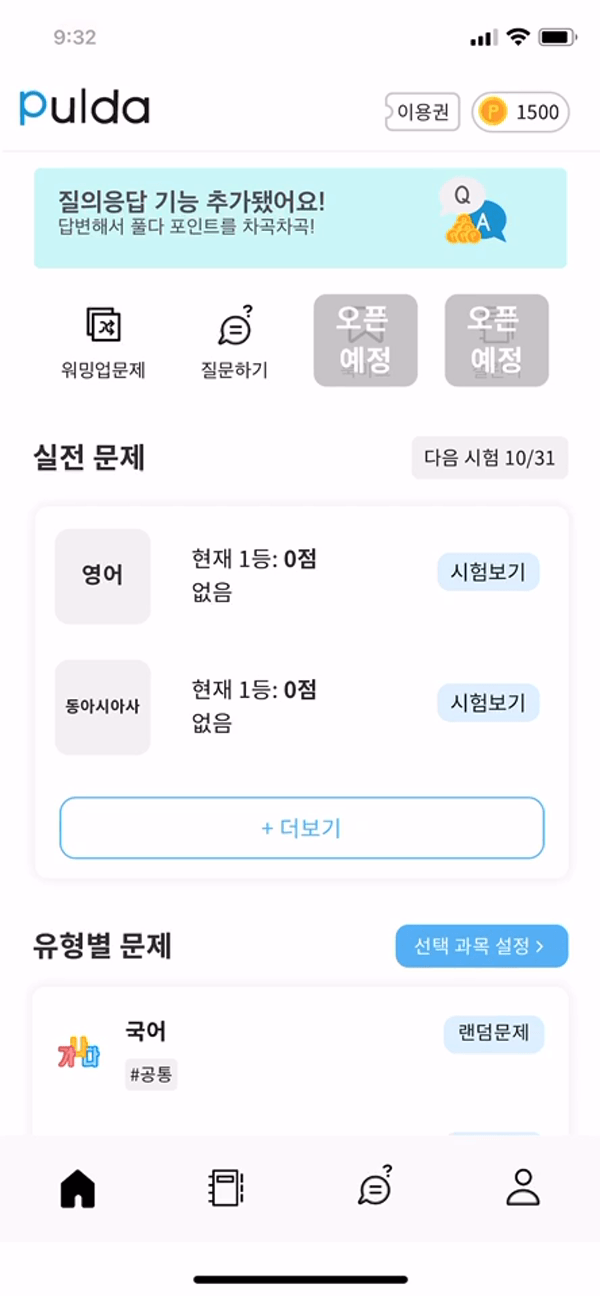 9:32
pulda
이용권
P 1500
질의응답 기능 추가됐어요!
답변해서 풀다 포인트를 차곡차곡!
Q
A
워밍업문제
질문하기
오픈
예정
오픈
예정
실전 문제
다음 시험 10/31
영어
현재 1등: 0점
없음
시험보기
동아시아사
현재 1등: 0점
없음
시험보기
+ 더보기
유형별 문제
선택 과목 설정 >
가나다
국어
#공통
랜덤문제